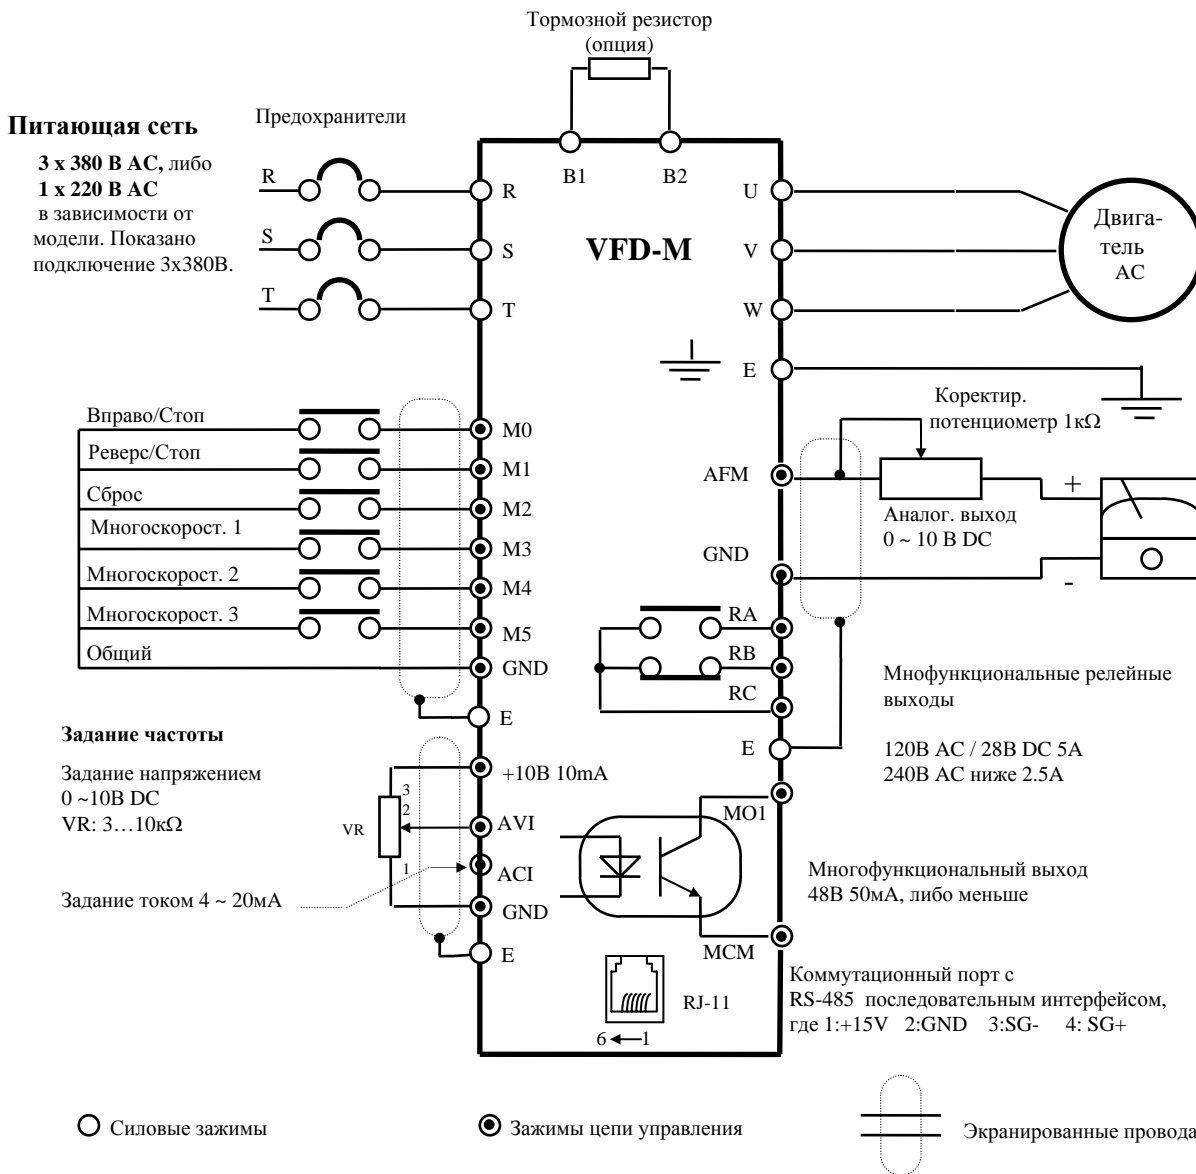 Тормозной резистор
(опция)
Питающая сеть
Предохранители
3 x 380 В AC, либо
1 x 220 В AC
в зависимости от
модели. Показано
подключение 3x380В.
R
S
T
B1
B2
R
S
T
VFD-M
U
V
W
E
Двига-
тель
AC
Вправо/Стоп
Реверс/Стоп
Сброс
Многоскорост. 1
Многоскорост. 2
Многоскорост. 3
Общий
M0
M1
M2
M3
M4
M5
GND
E
Коректир.
потенциометр 1кΩ
AFM
+
Аналог. выход
0 ~ 10 В DC
GND
-
RA
RB
RC
E
Мнофункциональные релейные
выходы
120В AC / 28В DC 5А
240В AC ниже 2.5А
Задание частоты
Задание напряжением
0 ~10В DC
VR: 3…10кΩ
VR
3
2
1
Задание током 4 ~ 20мА
+10В 10mA
AVI
ACI
GND
E
MO1
MCM
Многофункциональный выход
48В 50мА, либо меньше
RJ-11
6
1
Коммутационный порт с
RS-485 последовательным интерфейсом,
где 1:+15V 2:GND 3:SG- 4: SG+
Силовые зажимы
Зажимы цепи управления
Экранированные провода